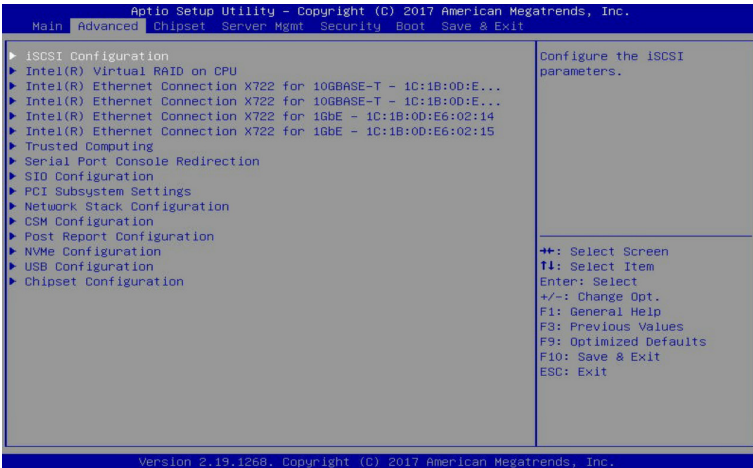 Aptio Setup Utility – Copyright (C) 2017 American Megatrends, Inc.
Main Advanced Chipset Server Mgmt Security Boot Save & Exit
▶ iSCSI Configuration
▶ Intel(R) Virtual RAID on CPU
▶ Intel(R) Ethernet Connection X722 for 10GBASE-T – 1C:1B:0D:E...
▶ Intel(R) Ethernet Connection X722 for 10GBASE-T – 1C:1B:0D:E...
▶ Intel(R) Ethernet Connection X722 for 1GbE – 1C:1B:0D:E6:02:14
▶ Intel(R) Ethernet Connection X722 for 1GbE – 1C:1B:0D:E6:02:15
▶ Trusted Computing
▶ Serial Port Console Redirection
▶ SIO Configuration
▶ PCI Subsystem Settings
▶ Network Stack Configuration
▶ CSM Configuration
▶ Post Report Configuration
▶ NVMe Configuration
▶ USB Configuration
▶ Chipset Configuration
Configure the iSCSI
parameters.
→←: Select Screen
↑↓: Select Item
Enter: Select
+/-: Change Opt.
F1: General Help
F3: Previous Values
F9: Optimized Defaults
F10: Save & Exit
ESC: Exit
Version 2.19.1268. Copyright (C) 2017 American Megatrends, Inc.